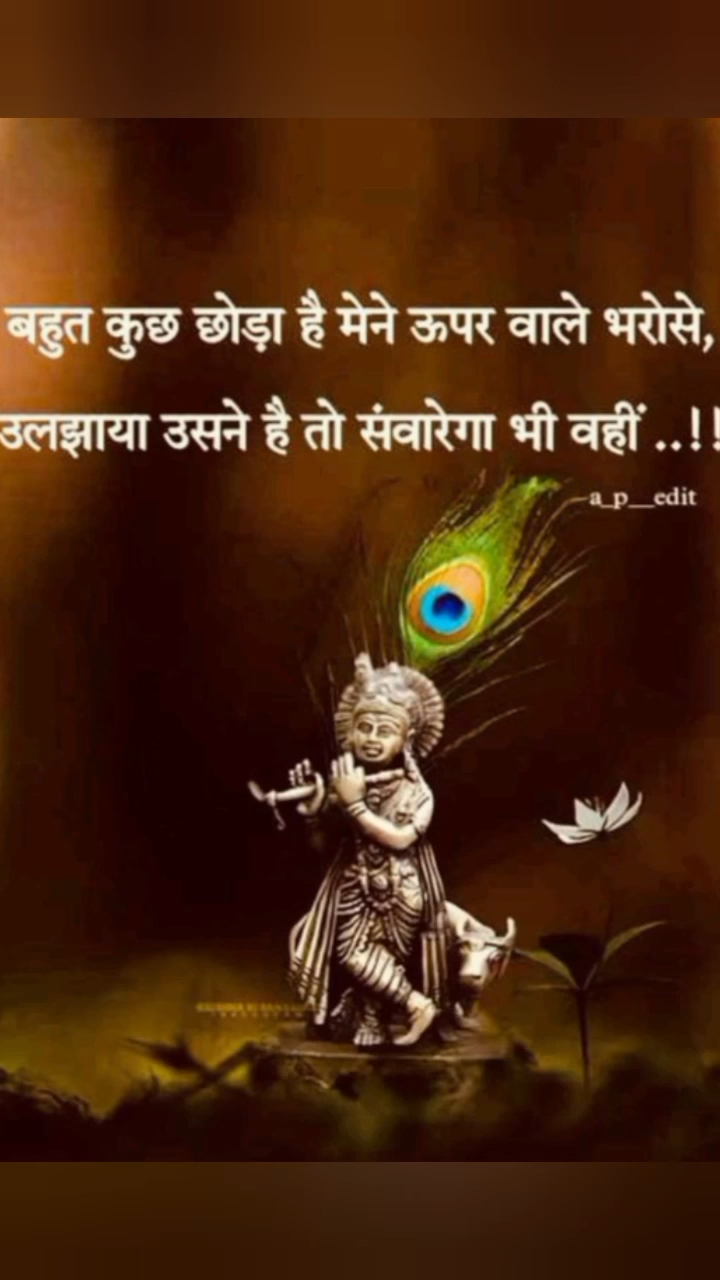 बहुत कुछ छोड़ा है मेने ऊपर वाले भरोसे,
उलझाया उसने है तो संवारेगा भी वहीं ..!!
a_p__edit